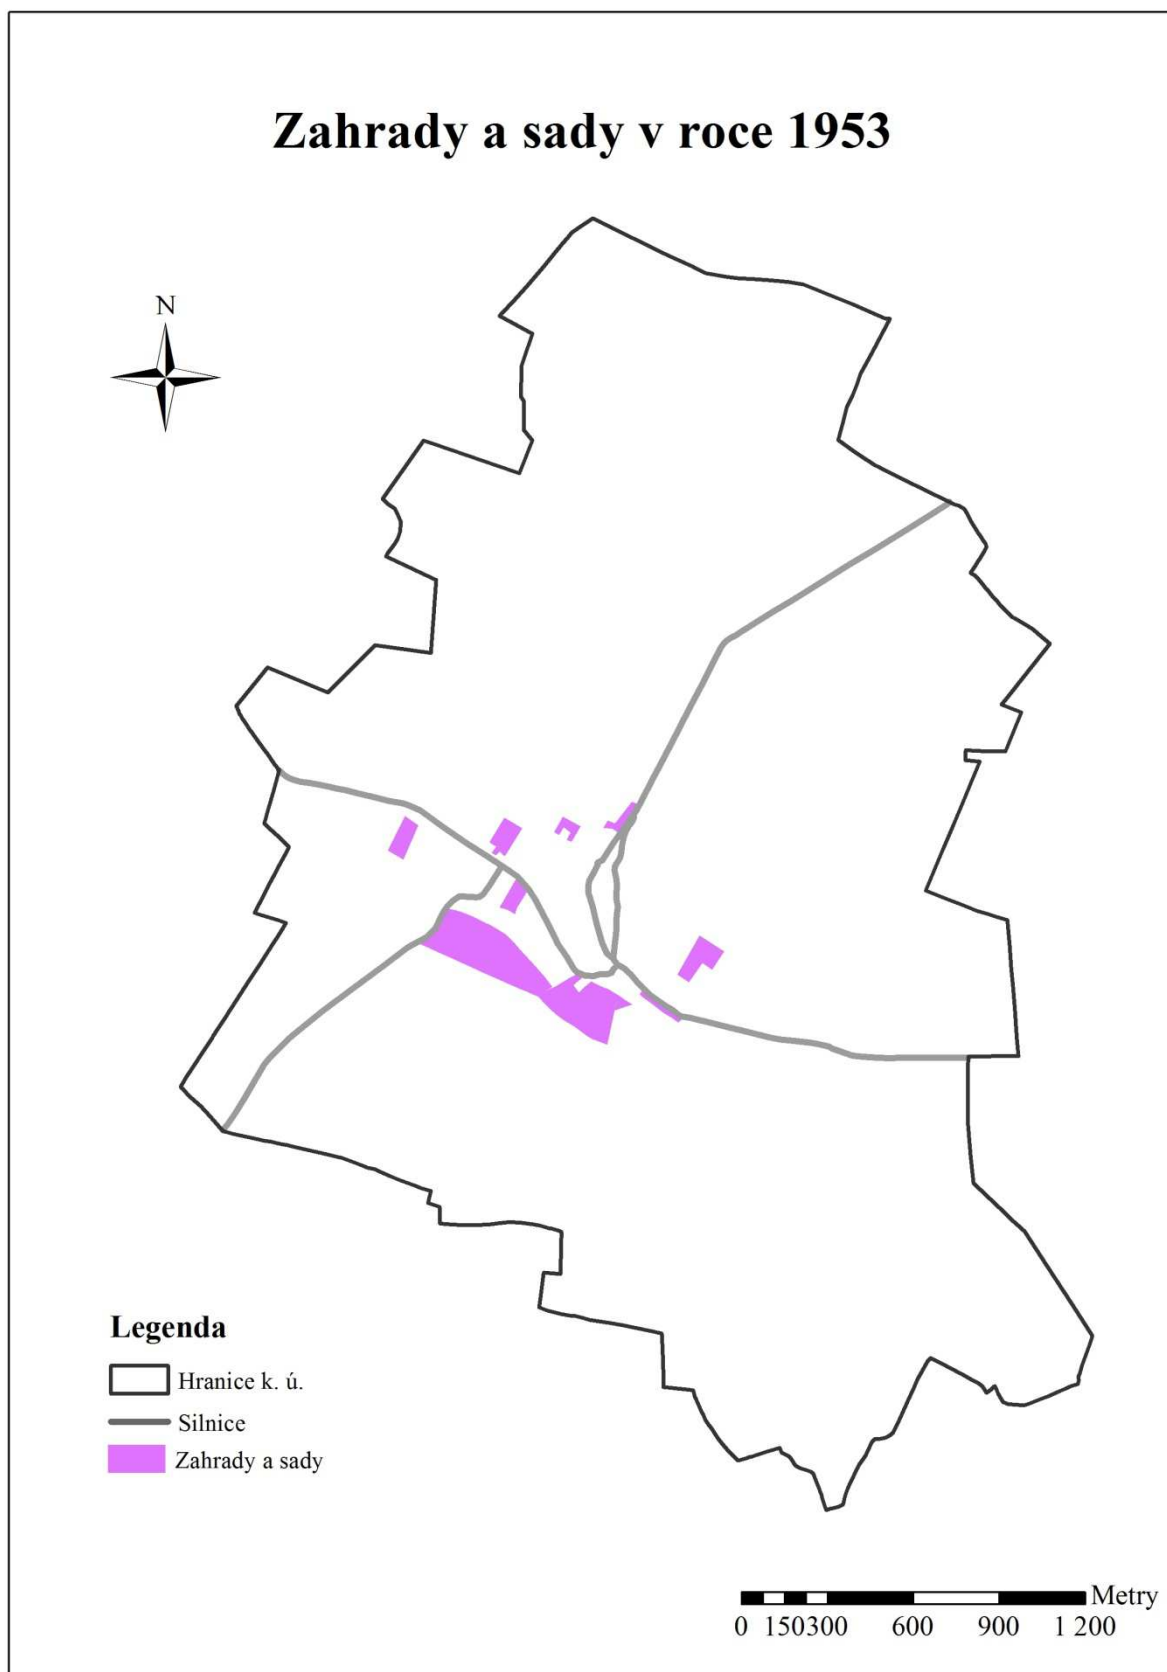 Zahrady a sady v roce 1953
N
Legenda
Hranice k. ú.
Silnice
Zahrady a sady
Metry
0 150300 600 900 1 200